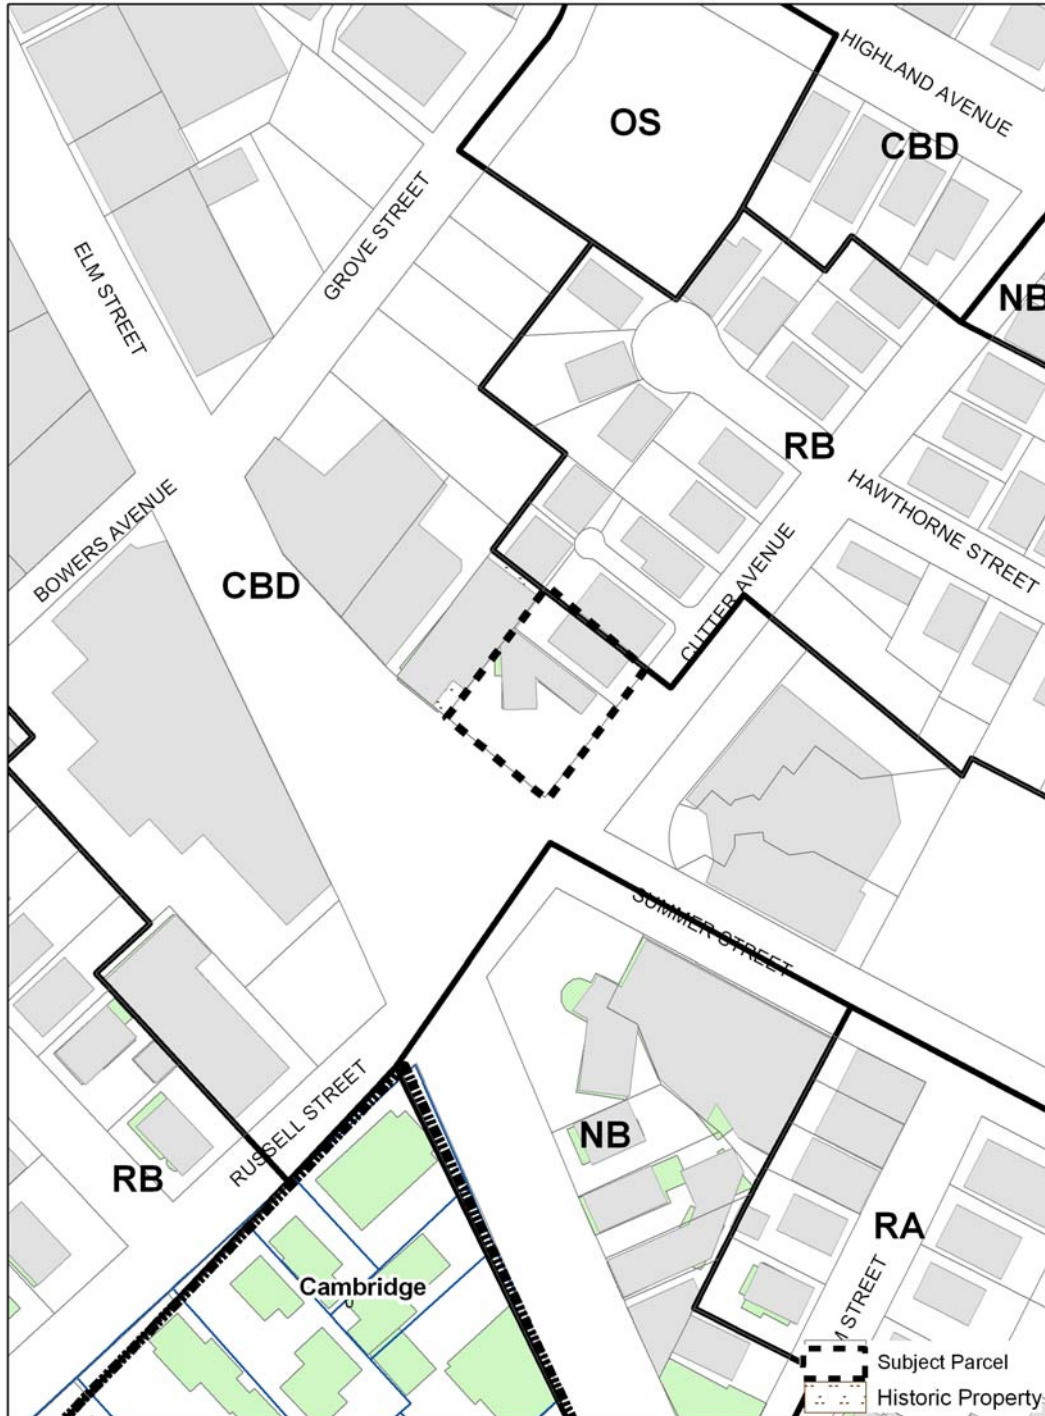 HIGHLAND AVENUE
OS
CBD
GROVE STREET
ELM STREET
NB
RB
HAWTHORNE STREET
BOWERS AVENUE
CUTTER AVENUE
CBD
SUMMER STREET
RUSSELL STREET
NB
RB
RA
Cambridge
STREET
Subject Parcel
Historic Property